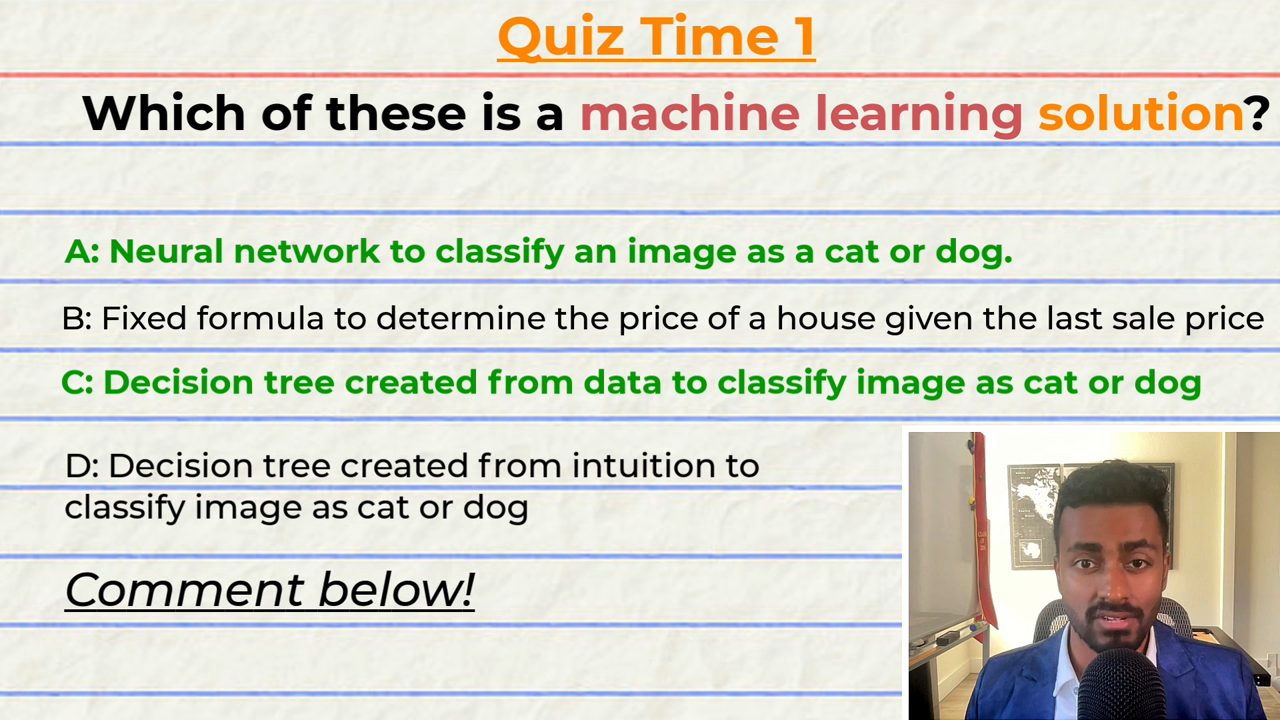 Quiz Time 1
Which of these is a machine learning solution?
A: Neural network to classify an image as a cat or dog.
B: Fixed formula to determine the price of a house given the last sale price
C: Decision tree created from data to classify image as cat or dog
D: Decision tree created from intuition to
classify image as cat or dog
Comment below!